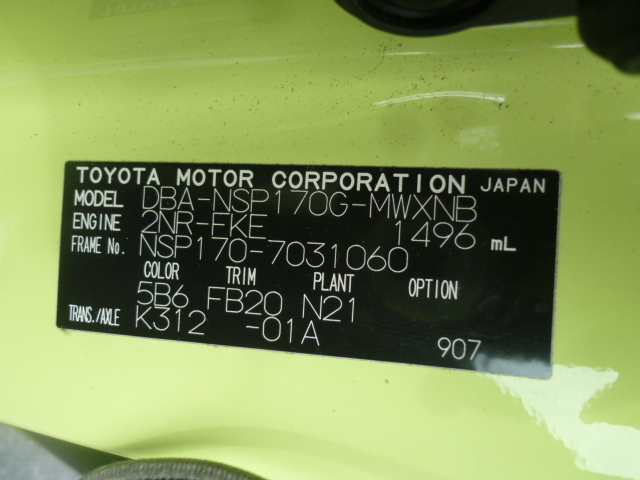 TOYOTA MOTOR CORPORATION JAPAN
MODEL DBA-NSP170G-MWXNB
ENGINE 2NR-FKE 1496 mL
FRAME No. NSP170-7031060
COLOR TRIM PLANT OPTION
5B6 FB20 N21
TRANS./AXLE K312 -01A
907